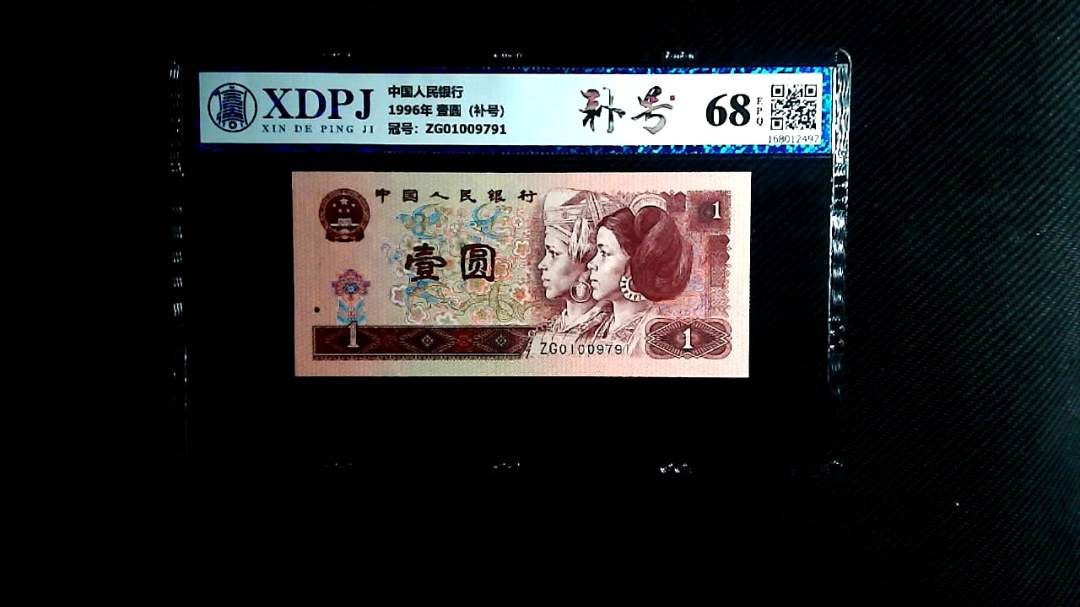 XDPJ
XIN DE PING JI
中国人民银行
1996年 壹圆 (补号)
冠号: ZG01009791
补号
68
EPQ
168012492
中国人民银行
壹圆
1
1
1
ZG01009791